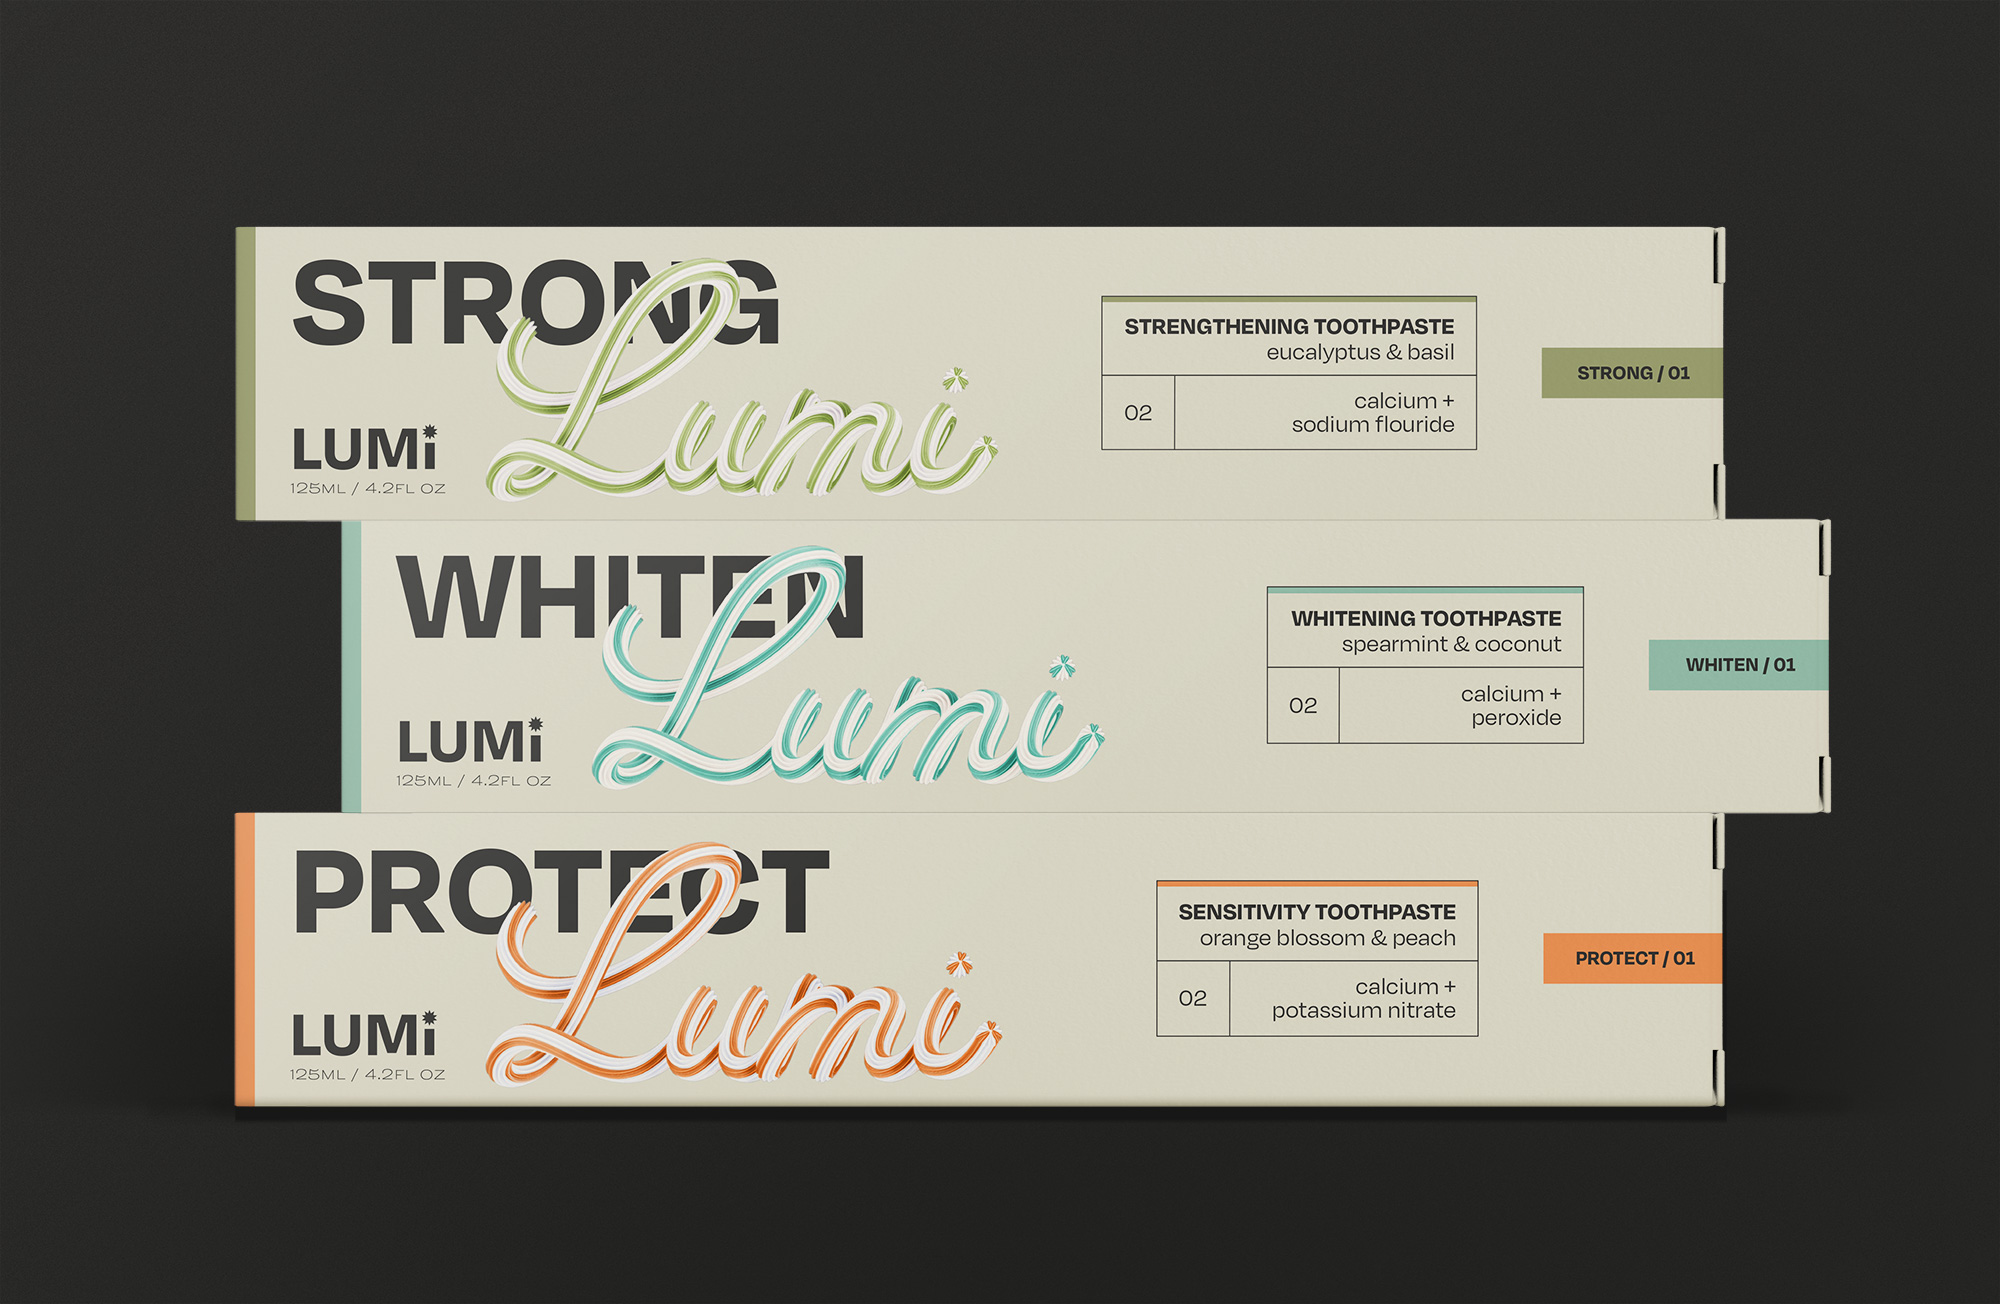 STRONG
Lumi
LUMi
125ML / 4.2FL OZ
STRENGTHENING TOOTHPASTE
eucalyptus & basil
02
calcium +
sodium flouride
STRONG / 01
WHITEN
Lumi
LUMi
125ML / 4.2FL OZ
WHITENING TOOTHPASTE
spearmint & coconut
02
calcium +
peroxide
WHITEN / 01
PROTECT
Lumi
LUMi
125ML / 4.2FL OZ
SENSITIVITY TOOTHPASTE
orange blossom & peach
02
calcium +
potassium nitrate
PROTECT / 01